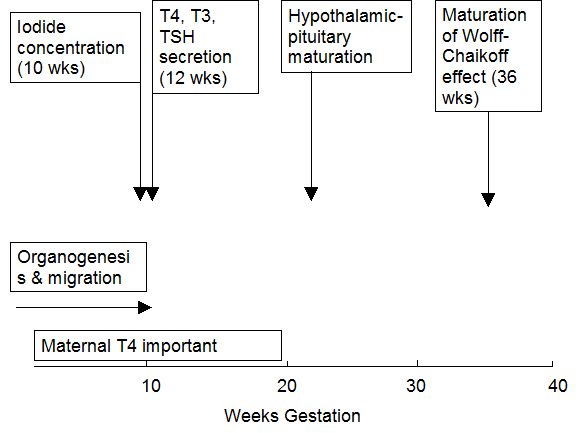 Iodide
concentration
(10 wks)
T4, T3,
TSH
secretion
(12 wks)
Hypothalamic-
pituitary
maturation
Maturation
of Wolff-
Chaikoff
effect (36
wks)
Organogenesi
s & migration
Maternal T4 important
10
20
30
40
Weeks Gestation